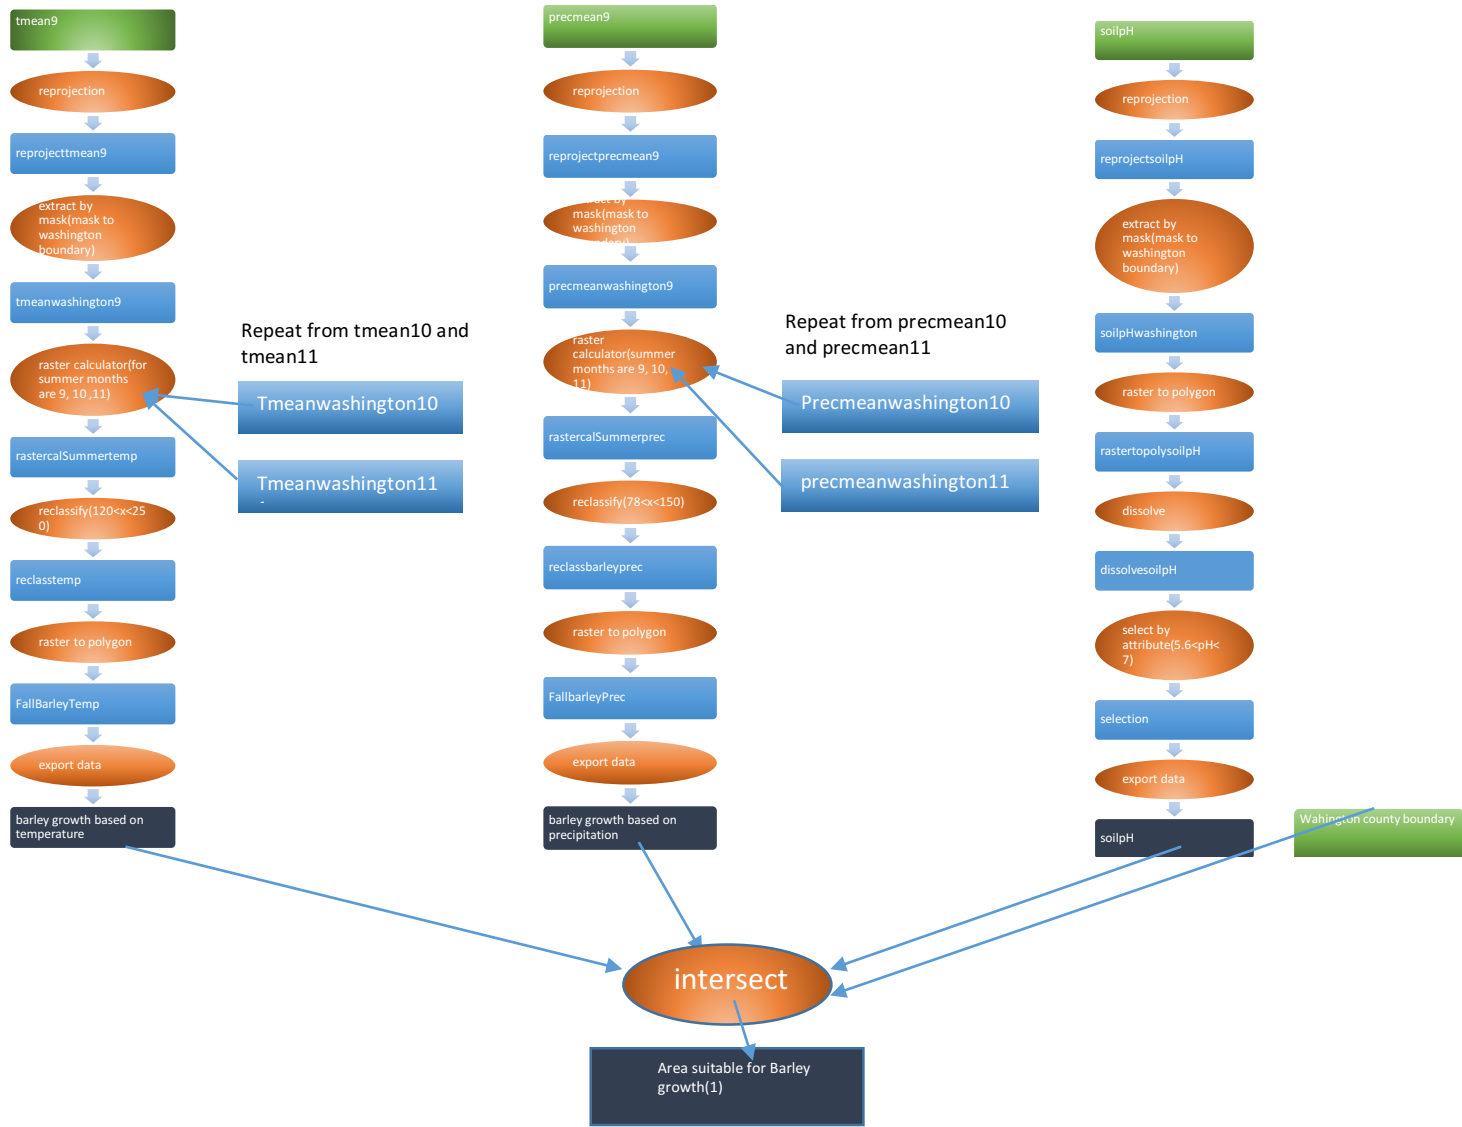 tmean9
reprojection
reprojecttmean9
extract by
mask(mask to
washington
boundary)
tmeanwashington9
raster calculator(for
summer months
are 9, 10 ,11)
rastercalSummertemp
reclassify(120<x<25
0)
reclasstemp
raster to polygon
FallBarleyTemp
export data
barley growth based on
temperature
Repeat from tmean10 and
tmean11
Tmeanwashington10
Tmeanwashington11
precmean9
reprojection
reprojectprecmean9
extract by
mask(mask to
washington
boundary)
precmeanwashington9
raster
calculator(summer
months are 9, 10,
11)
rastercalSummerprec
reclassify(78<x<150)
reclassbarleyprec
raster to polygon
FallbarleyPrec
export data
barley growth based on
precipitation
Repeat from precmean10
and precmean11
Precmeanwashington10
precmeanwashington11
soilpH
reprojection
reprojectsoilpH
extract by
mask(mask to
washington
boundary)
soilpHwashington
raster to polygon
rastertopolysoilpH
dissolve
dissolvesoilpH
select by
attribute(5.6<pH<
7)
selection
export data
soilpH
Wahington county boundary
intersect
Area suitable for Barley
growth(1)